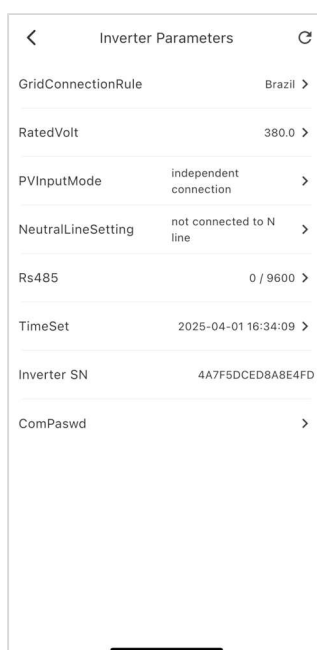 Inverter Parameters
GridConnectionRule Brazil
RatedVolt 380.0
PVInputMode independent
connection
NeutralLineSetting not connected to N
line
Rs485 0 / 9600
TimeSet 2025-04-01 16:34:09
Inverter SN 4A7F5DCED8A8E4FD
ComPaswd